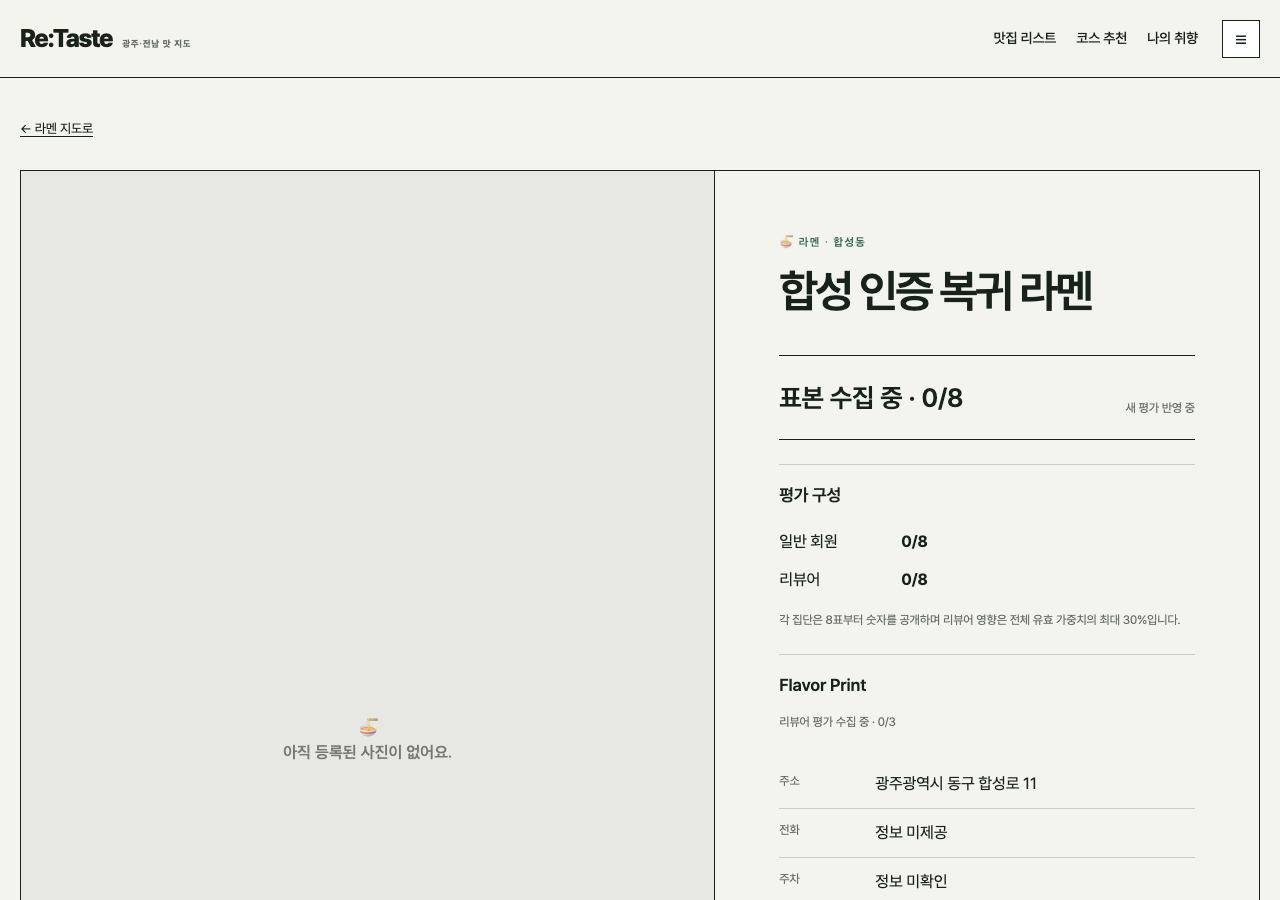 Re:Taste 광주·전남 맛 지도
맛집 리스트 코스 추천 나의 취향
← 라멘 지도로
🍜 라멘 · 합성동
합성 인증 복귀 라멘
표본 수집 중 · 0/8 새 평가 반영 중
평가 구성
일반 회원 0/8
리뷰어 0/8
각 집단은 8표부터 숫자를 공개하며 리뷰어 영향은 전체 유효 가중치의 최대 30%입니다.
Flavor Print
리뷰어 평가 수집 중 · 0/3
🍜
아직 등록된 사진이 없어요.
주소 광주광역시 동구 합성로 11
전화 정보 미제공
주차 정보 미확인